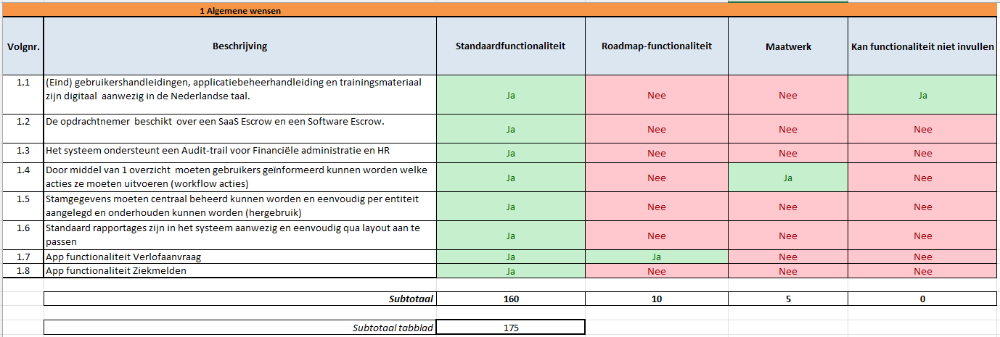 1 Algemene wensen
Volgnr. Beschrijving Standaardfunctionaliteit Roadmap-functionaliteit Maatwerk Kan functionaliteit niet invullen
1.1 (Eind) gebruikershandleidingen, applicatiebeheerhandleiding en trainingsmateriaal
zijn digitaal aanwezig in de Nederlandse taal. Ja Nee Nee Ja
1.2 De opdrachtnemer beschikt over een SaaS Escrow en een Software Escrow. Ja Nee Nee Nee
1.3 Het systeem ondersteunt een Audit-trail voor Financiële administratie en HR Ja Nee Nee Nee
1.4 Door middel van 1 overzicht moeten gebruikers geïnformeerd kunnen worden welke
acties ze moeten uitvoeren (workflow acties) Ja Nee Ja Nee
1.5 Stamgegevens moeten centraal beheerd kunnen worden en eenvoudig per entiteit
aangelegd en onderhouden kunnen worden (hergebruik) Ja Nee Nee Nee
1.6 Standaard rapportages zijn in het systeem aanwezig en eenvoudig qua layout aan te
passen Ja Nee Nee Nee
1.7 App functionaliteit Verlofaanvraag Ja Ja Nee Nee
1.8 App functionaliteit Ziekmelden Ja Nee Nee Nee
Subtotaal 160 10 5 0
Subtotaal tabblad 175